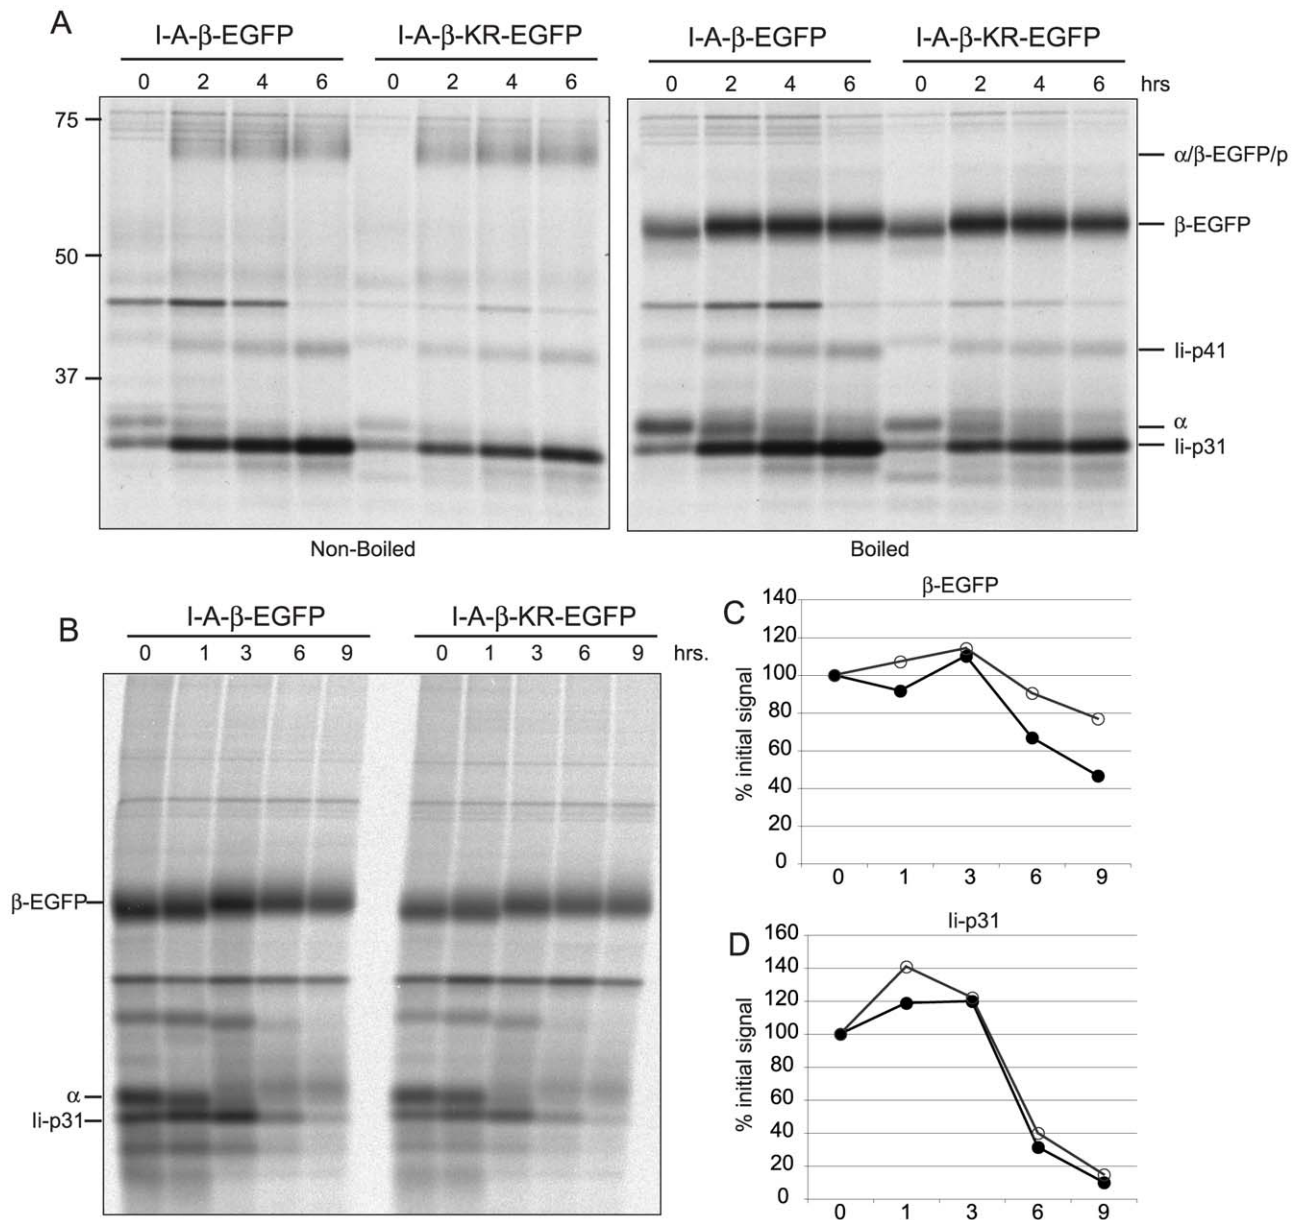 A
I-A-β-EGFP I-A-β-KR-EGFP I-A-β-EGFP I-A-β-KR-EGFP
0 2 4 6 0 2 4 6 0 2 4 6 0 2 4 6 hrs
75
50
37
α/β-EGFP/p
β-EGFP
Ii-p41
α
Ii-p31
Non-Boiled Boiled
B
I-A-β-EGFP I-A-β-KR-EGFP
0 1 3 6 9 0 1 3 6 9 hrs.
β-EGFP
α
Ii-p31
C
β-EGFP
% initial signal
140
120
100
80
60
40
20
0
0 1 3 6 9
D
Ii-p31
% initial signal
160
140
120
100
80
60
40
20
0
0 1 3 6 9